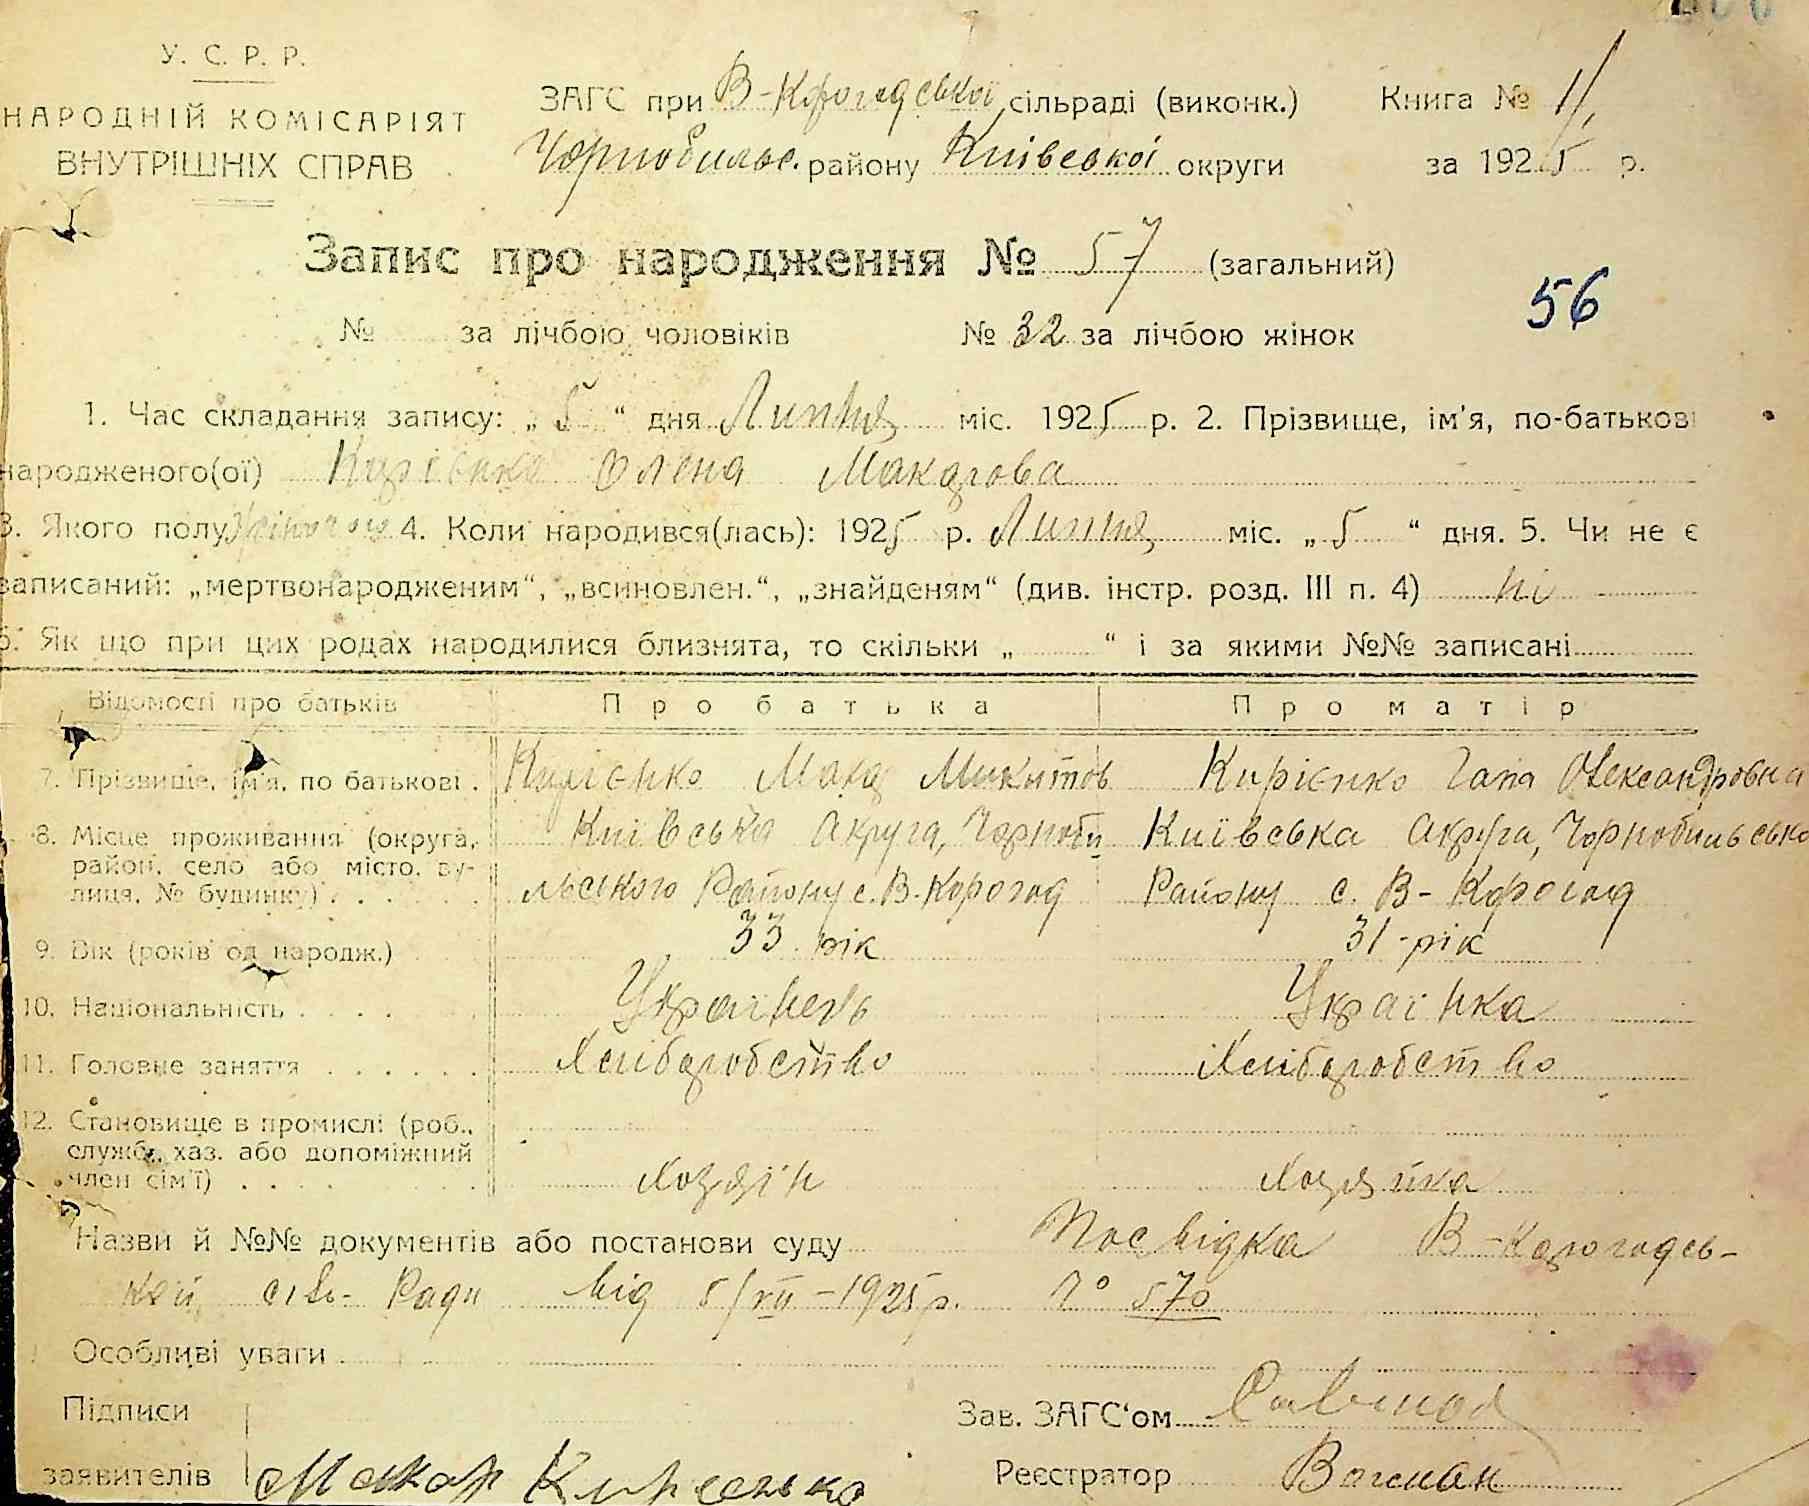 У. С. Р. Р.
НАРОДНІЙ КОМІСАРІЯТ
ВНУТРІШНІХ СПРАВ
ЗАГС при В-Корогодської сільраді (виконк.) Книга № 1/
Чорнобильс. району Київської округи за 1925 р.
Запис про народження № 57 (загальний)
56
№ за лічбою чоловіків № 32 за лічбою жінок
1. Час складання запису: „ 5 “ дня Липня міс. 1925 р. 2. Прізвище, ім'я, по-батькові
народженого(ої) Кирієнко Олена Макарова
3. Якого полу жіночого 4. Коли народився(лась): 1925 р. Липня міс. „ 5 “ дня. 5. Чи не є
записаний: „мертвонародженим“, „всиновлен.“, „знайденям“ (див. інстр. розд. III п. 4) ні
6. Як що при цих родах народилися близнята, то скільки „ “ і за якими №№ записані
Відомості про батьків Про батька Про матір
7. Прізвище, ім'я, по батькові . Кирієнко Макар Микитов Кирієнко Гапа Олександровна
8. Місце проживання (округа, район, село або місто, вулиця, № будинку) Київська Округа, Чорноби Київська Округа, Чорнобильсько
льського Району с. В-Корогод Району с. В-Корогод
9. Вік (років од народж.) 33 рік 31-рік
10. Національність . . . . Українець Українка
11. Головне заняття . . . . . . Хліборобство Хліборобство
12. Становище в промислі (роб., служб., хаз. або допоміжний член сім'ї) . . . . Хозяїн Хозяйка
Назви й №№ документів або постанови суду Посвідка В-Корогодсь-
кой сіль- Ради від 5/VII-1925 р. № 570
Особливі уваги
Підписи Зав. ЗАГС'ом
заявителів Макар Кирєенько Реєстратор